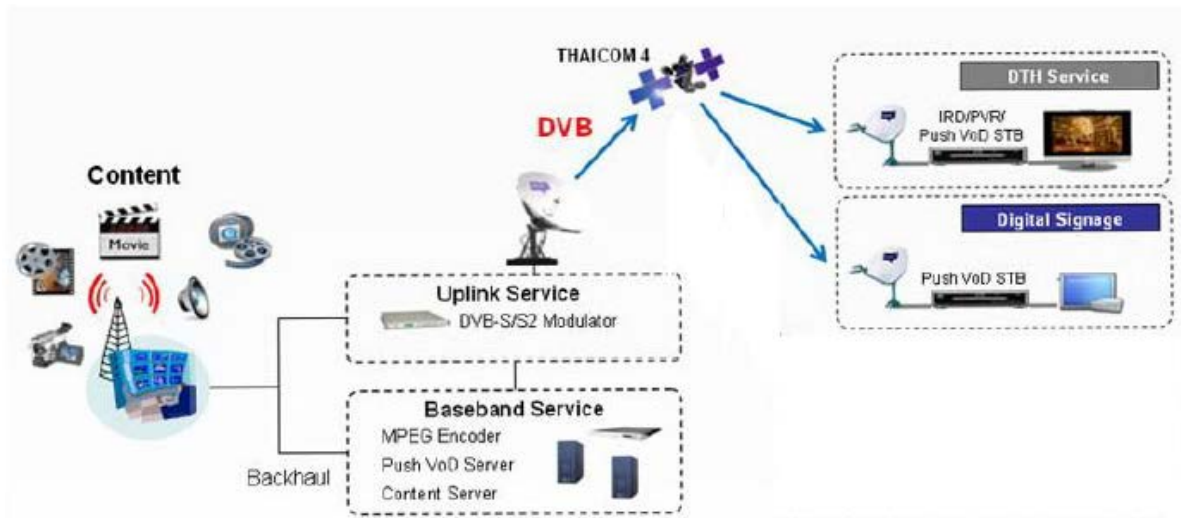 THAICOM 4
DVB
DTH Service
IRD/PVR/
Push VoD STB
Digital Signage
Push VoD STB
Content
Movie
Uplink Service
DVB-S/S2 Modulator
Baseband Service
MPEG Encoder
Push VoD Server
Content Server
Backhaul